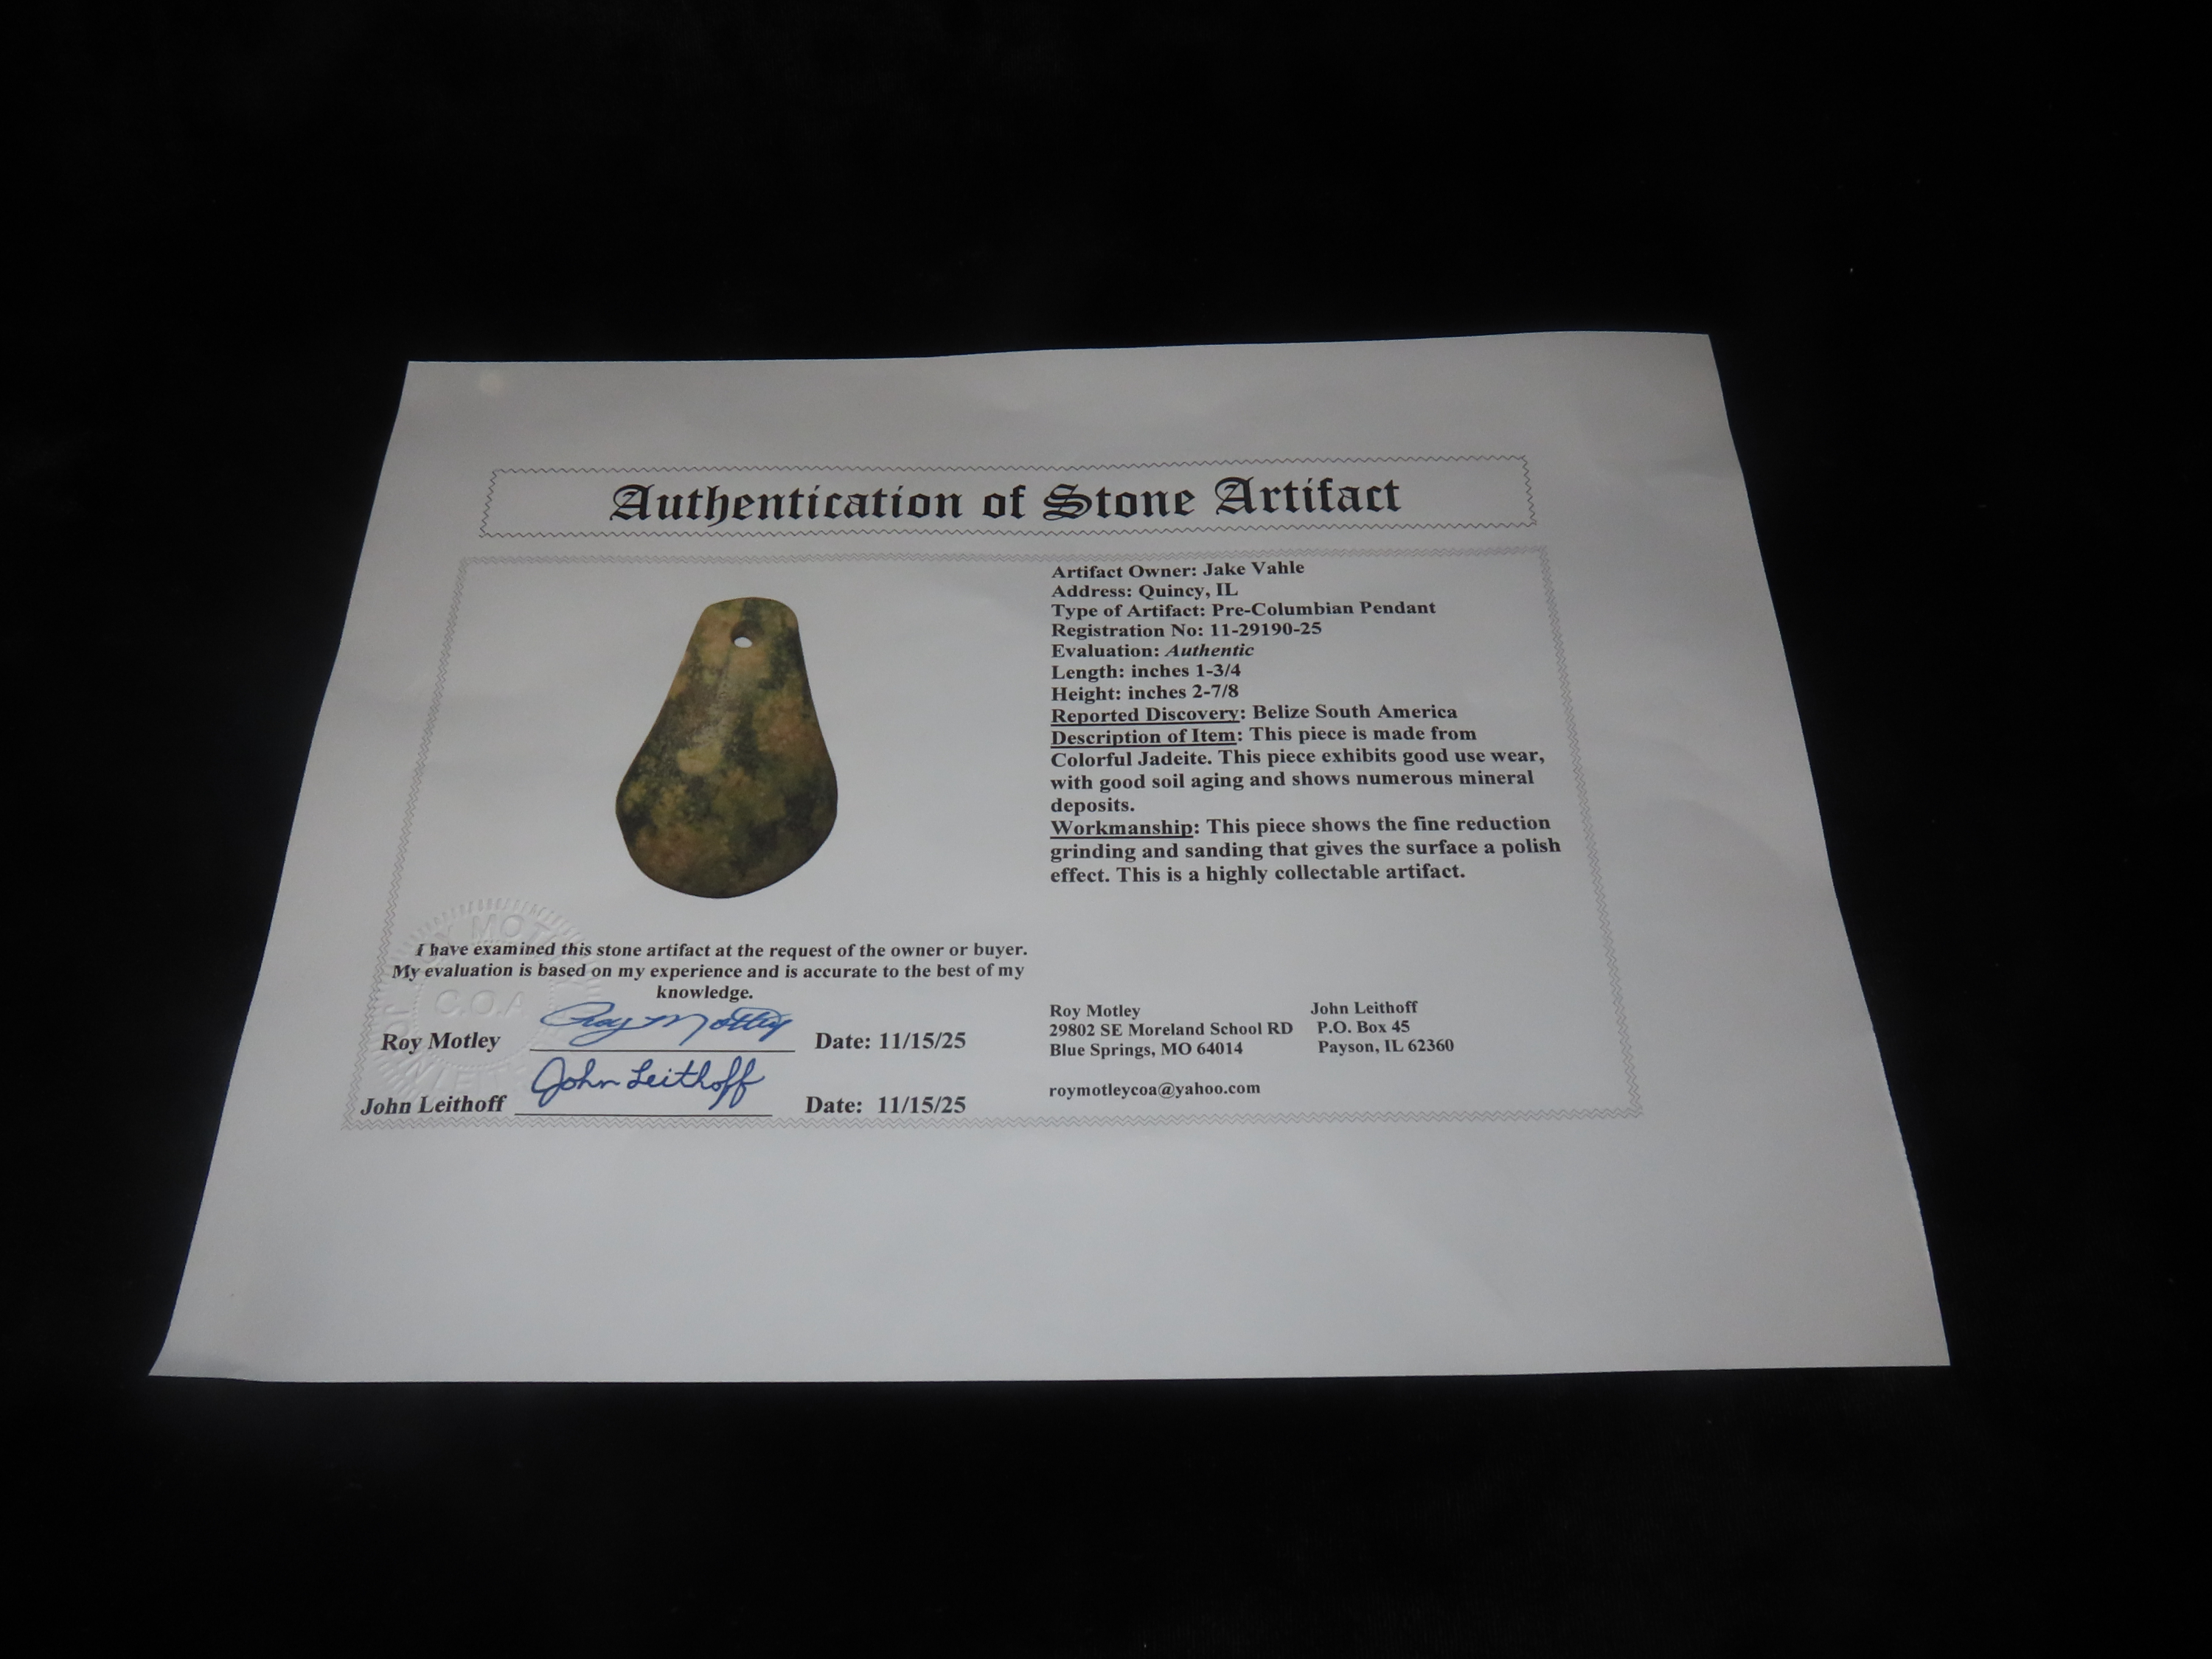 Authentication of Stone Artifact
Artifact Owner: Jake Vahle
Address: Quincy, IL
Type of Artifact: Pre-Columbian Pendant
Registration No: 11-29190-25
Evaluation: Authentic
Length: inches 1-3/4
Height: inches 2-7/8
Reported Discovery: Belize South America
Description of Item: This piece is made from
Colorful Jadeite. This piece exhibits good use wear,
with good soil aging and shows numerous mineral
deposits.
Workmanship: This piece shows the fine reduction
grinding and sanding that gives the surface a polish
effect. This is a highly collectable artifact.
I have examined this stone artifact at the request of the owner or buyer.
My evaluation is based on my experience and is accurate to the best of my
knowledge.
C.O.A
Roy Motley Roy Motley Date: 11/15/25
John Leithoff John Leithoff Date: 11/15/25
Roy Motley
29802 SE Moreland School RD
Blue Springs, MO 64014
roymotleycoa@yahoo.com
John Leithoff
P.O. Box 45
Payson, IL 62360